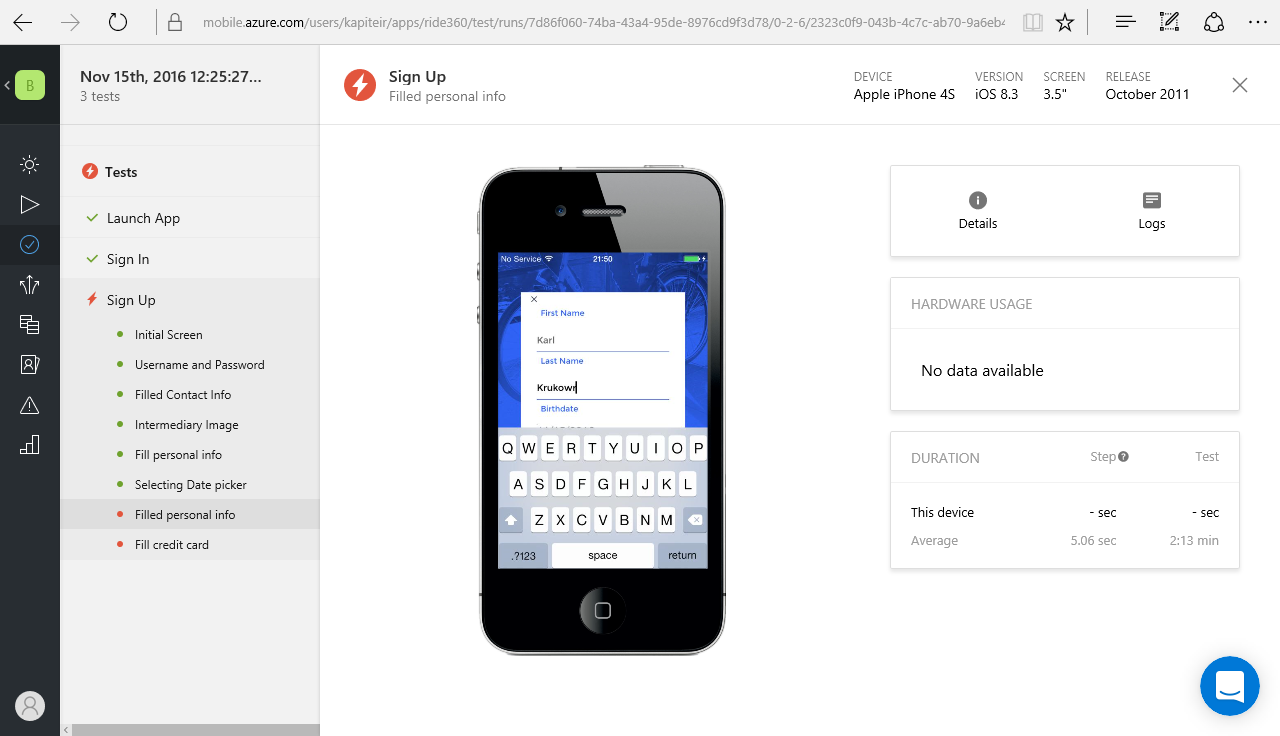 mobile.azure.com/users/kapiteir/apps/ride360/test/runs/7d86f060-74ba-43a4-95de-8976cd9f3d78/0-2-6/2323c0f9-043b-4c7c-ab70-9a6eb4
B
Nov 15th, 2016 12:25:27...
3 tests
Tests
Launch App
Sign In
Sign Up
Initial Screen
Username and Password
Filled Contact Info
Intermediary Image
Fill personal info
Selecting Date picker
Filled personal info
Fill credit card
Sign Up
Filled personal info
DEVICE
Apple iPhone 4S
VERSION
iOS 8.3
SCREEN
3.5"
RELEASE
October 2011
No Service 21:50
First Name
Karl
Last Name
Krukowr
Birthdate
Q W E R T Y U I O P
A S D F G H J K L
Z X C V B N M
.?123 space return
Details
Logs
HARDWARE USAGE
No data available
DURATION Step Test
This device - sec - sec
Average 5.06 sec 2:13 min